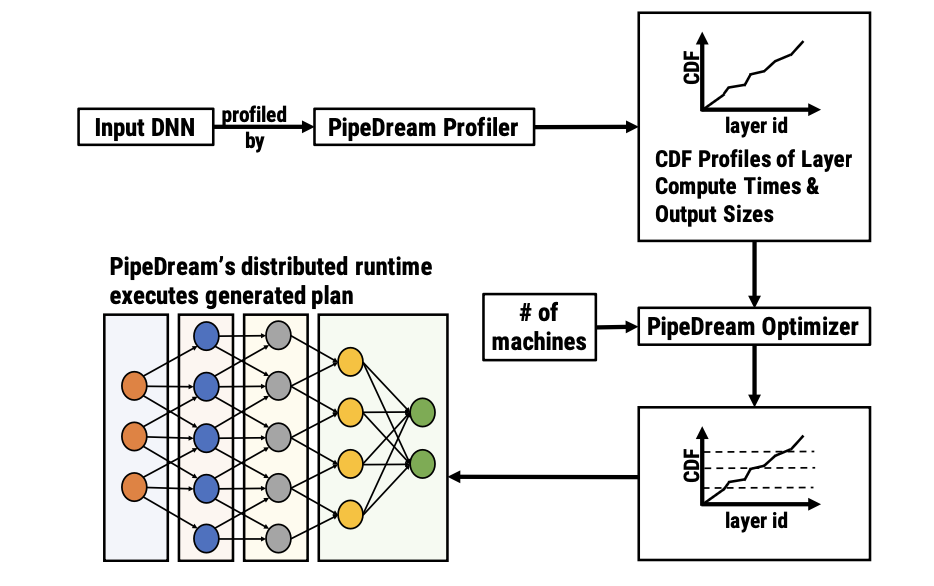 CDF
layer id
CDF Profiles of Layer
Compute Times &
Output Sizes
Input DNN
profiled
by
PipeDream Profiler
PipeDream's distributed runtime
executes generated plan
# of
machines
PipeDream Optimizer
CDF
layer id